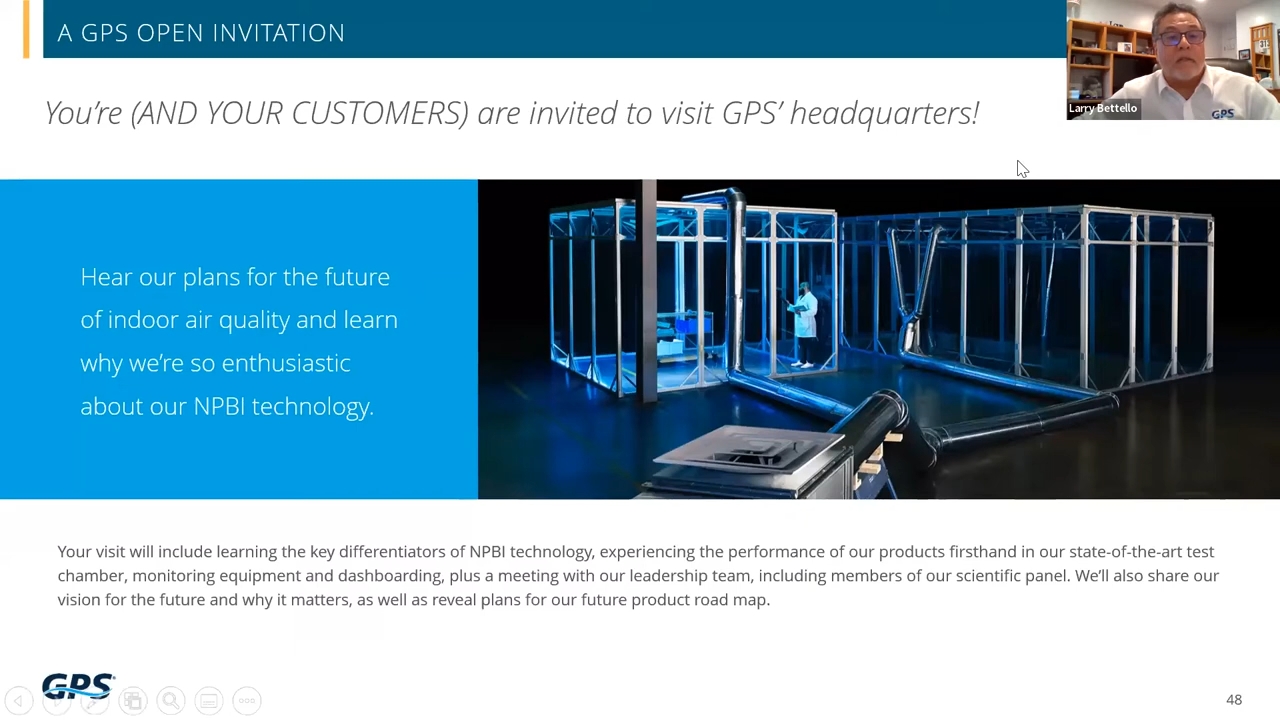 A GPS OPEN INVITATION
Larry Bettello
GPS
You're (AND YOUR CUSTOMERS) are invited to visit GPS' headquarters!
Hear our plans for the future
of indoor air quality and learn
why we're so enthusiastic
about our NPBI technology.
Your visit will include learning the key differentiators of NPBI technology, experiencing the performance of our products firsthand in our state-of-the-art test
chamber, monitoring equipment and dashboarding, plus a meeting with our leadership team, including members of our scientific panel. We'll also share our
vision for the future and why it matters, as well as reveal plans for our future product road map.
GPS
48